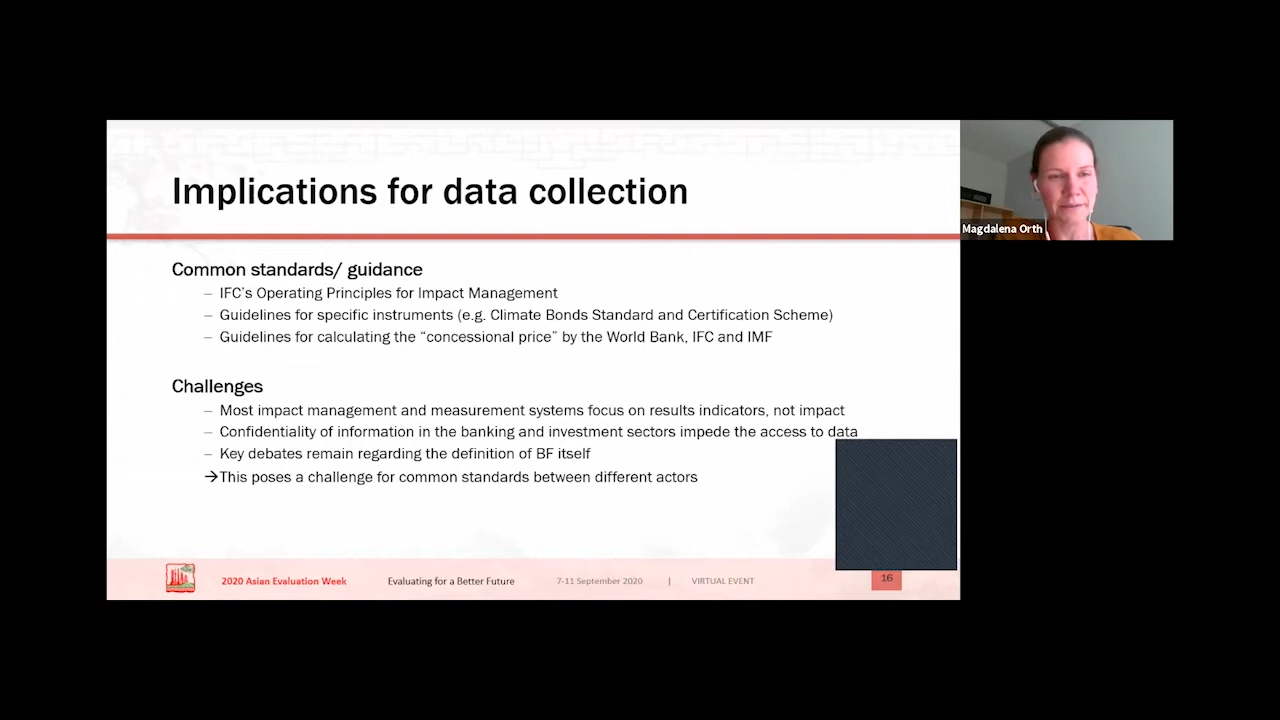 Implications for data collection
Magdalena Orth
Common standards/ guidance
– IFC's Operating Principles for Impact Management
– Guidelines for specific instruments (e.g. Climate Bonds Standard and Certification Scheme)
– Guidelines for calculating the “concessional price” by the World Bank, IFC and IMF
Challenges
– Most impact management and measurement systems focus on results indicators, not impact
– Confidentiality of information in the banking and investment sectors impede the access to data
– Key debates remain regarding the definition of BF itself
→This poses a challenge for common standards between different actors
2020 Asian Evaluation Week Evaluating for a Better Future 7-11 September 2020 | VIRTUAL EVENT 16